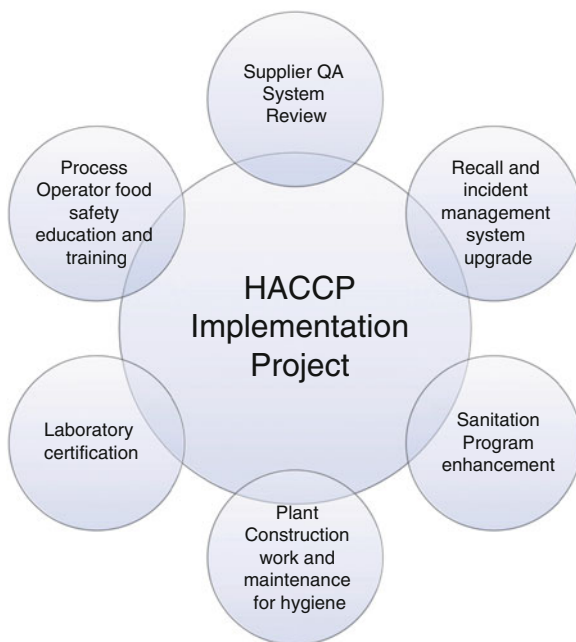 Supplier QA
System
Review
Process
Operator food
safety
education and
training
Recall and
incident
management
system
upgrade
HACCP
Implementation
Project
Laboratory
certification
Sanitation
Program
enhancement
Plant
Construction
work and
maintenance
for hygiene